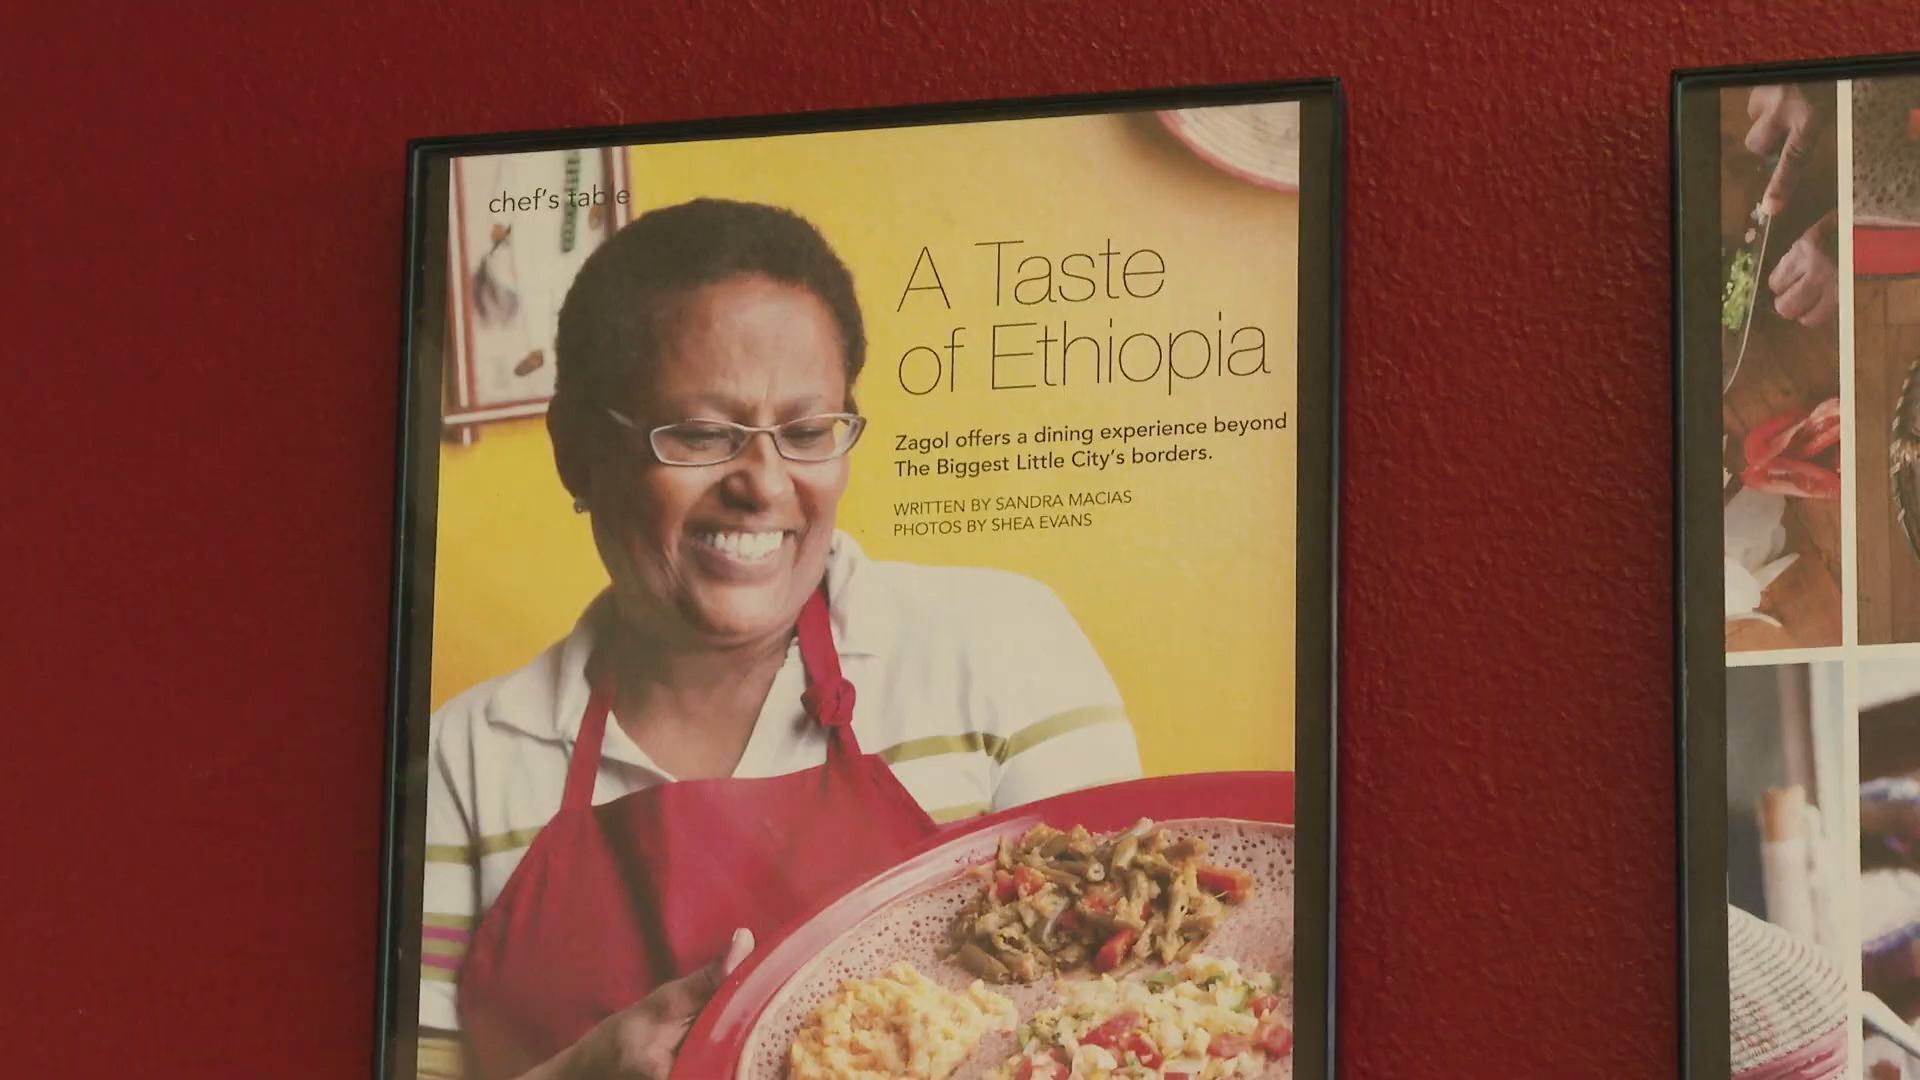 chef's table
A Taste
of Ethiopia
Zagol offers a dining experience beyond
The Biggest Little City's borders.
WRITTEN BY SANDRA MACIAS
PHOTOS BY SHEA EVANS